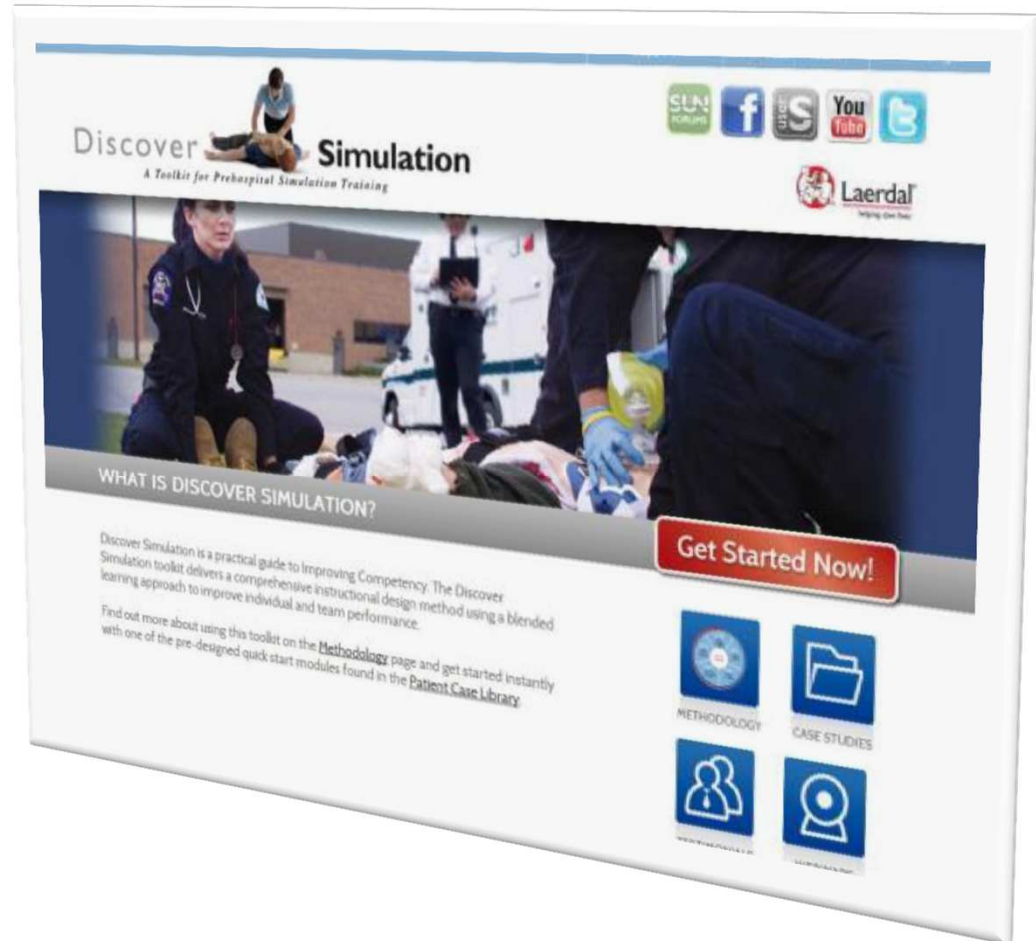 Discover Simulation
A Toolkit for Prehospital Simulation Training
SUN
FORUMS
f
user
S
You
Tube
t
Laerdal
helping save lives
WHAT IS DISCOVER SIMULATION?
Discover Simulation is a practical guide to Improving Competency. The Discover
Simulation toolkit delivers a comprehensive instructional design method using a blended
learning approach to improve individual and team performance.
Find out more about using this toolkit on the Methodology page and get started instantly
with one of the pre-designed quick start modules found in the Patient Case Library.
Get Started Now!
METHODOLOGY
CASE STUDIES